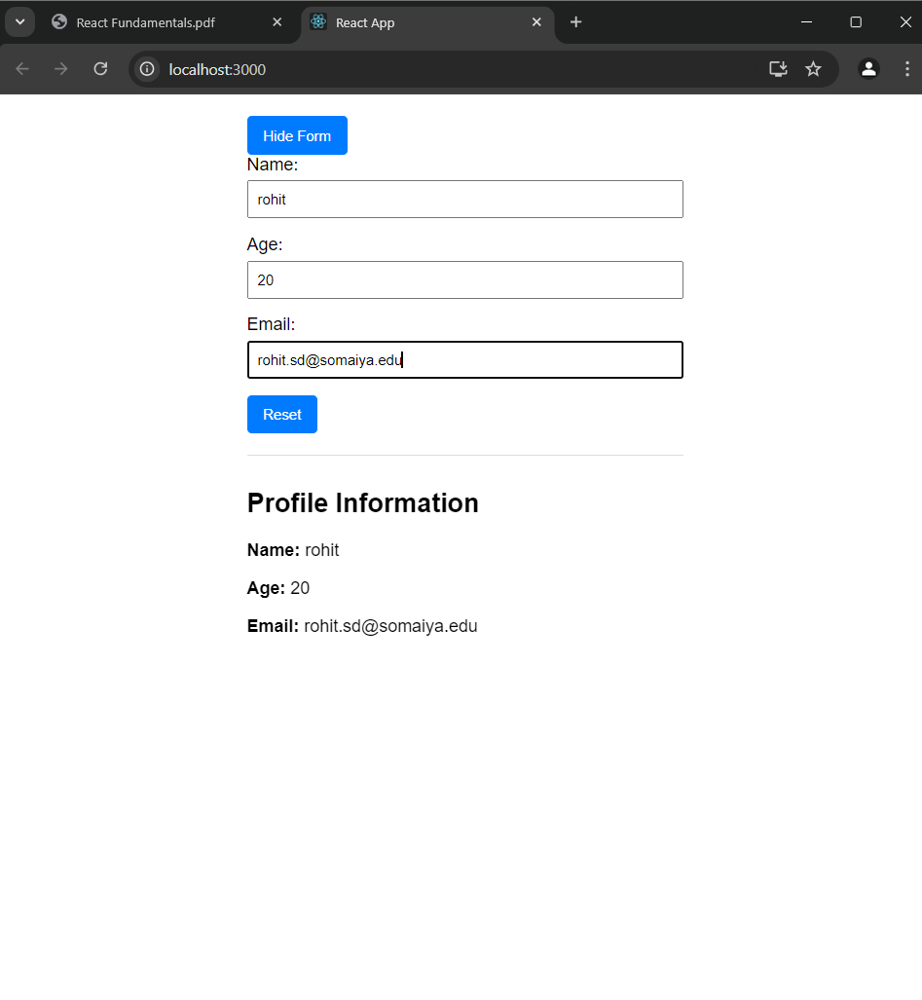 React Fundamentals.pdf
React App
localhost:3000
Hide Form
Name:
rohit
Age:
20
Email:
rohit.sd@somaiya.edu
Reset
Profile Information
Name: rohit
Age: 20
Email: rohit.sd@somaiya.edu